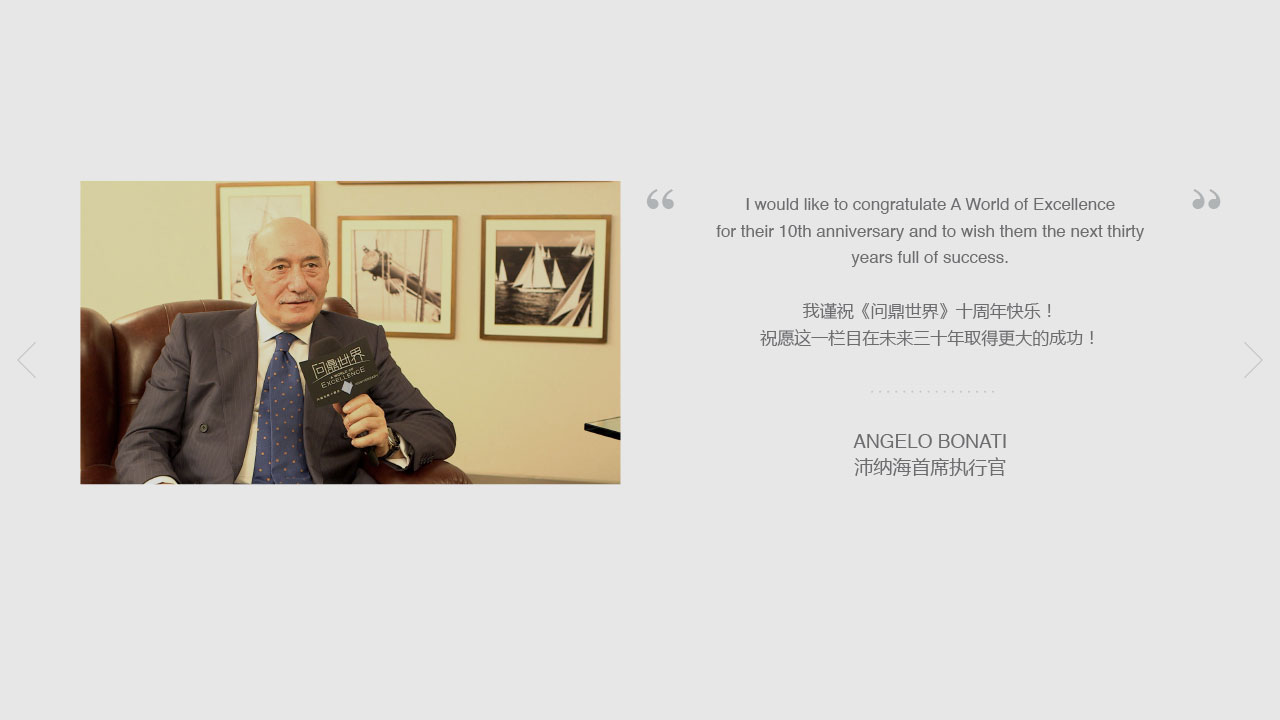 “
”
I would like to congratulate A World of Excellence
for their 10th anniversary and to wish them the next thirty
years full of success.
我谨祝《问鼎世界》十周年快乐！
祝愿这一栏目在未来三十年取得更大的成功！
ANGELO BONATI
沛纳海首席执行官
问鼎世界
A WORLD OF
EXCELLENCE